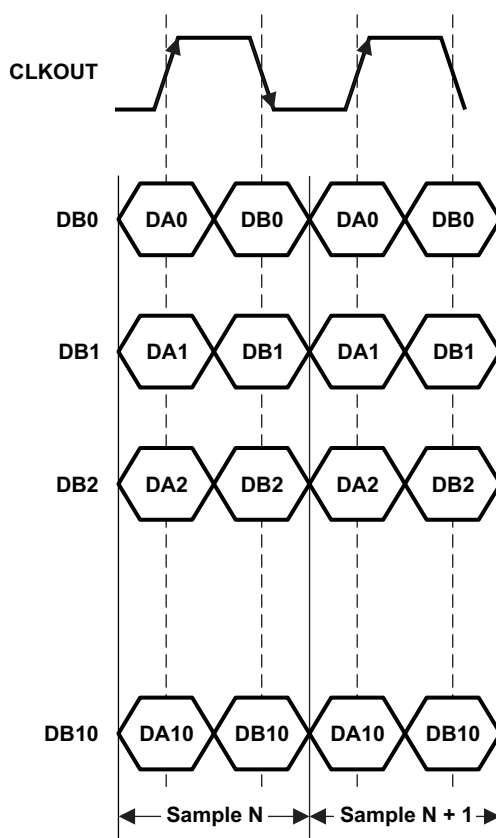 CLKOUT
DB0 DA0 DB0 DA0 DB0
DB1 DA1 DB1 DA1 DB1
DB2 DA2 DB2 DA2 DB2
DB10 DA10 DB10 DA10 DB10
Sample N Sample N + 1